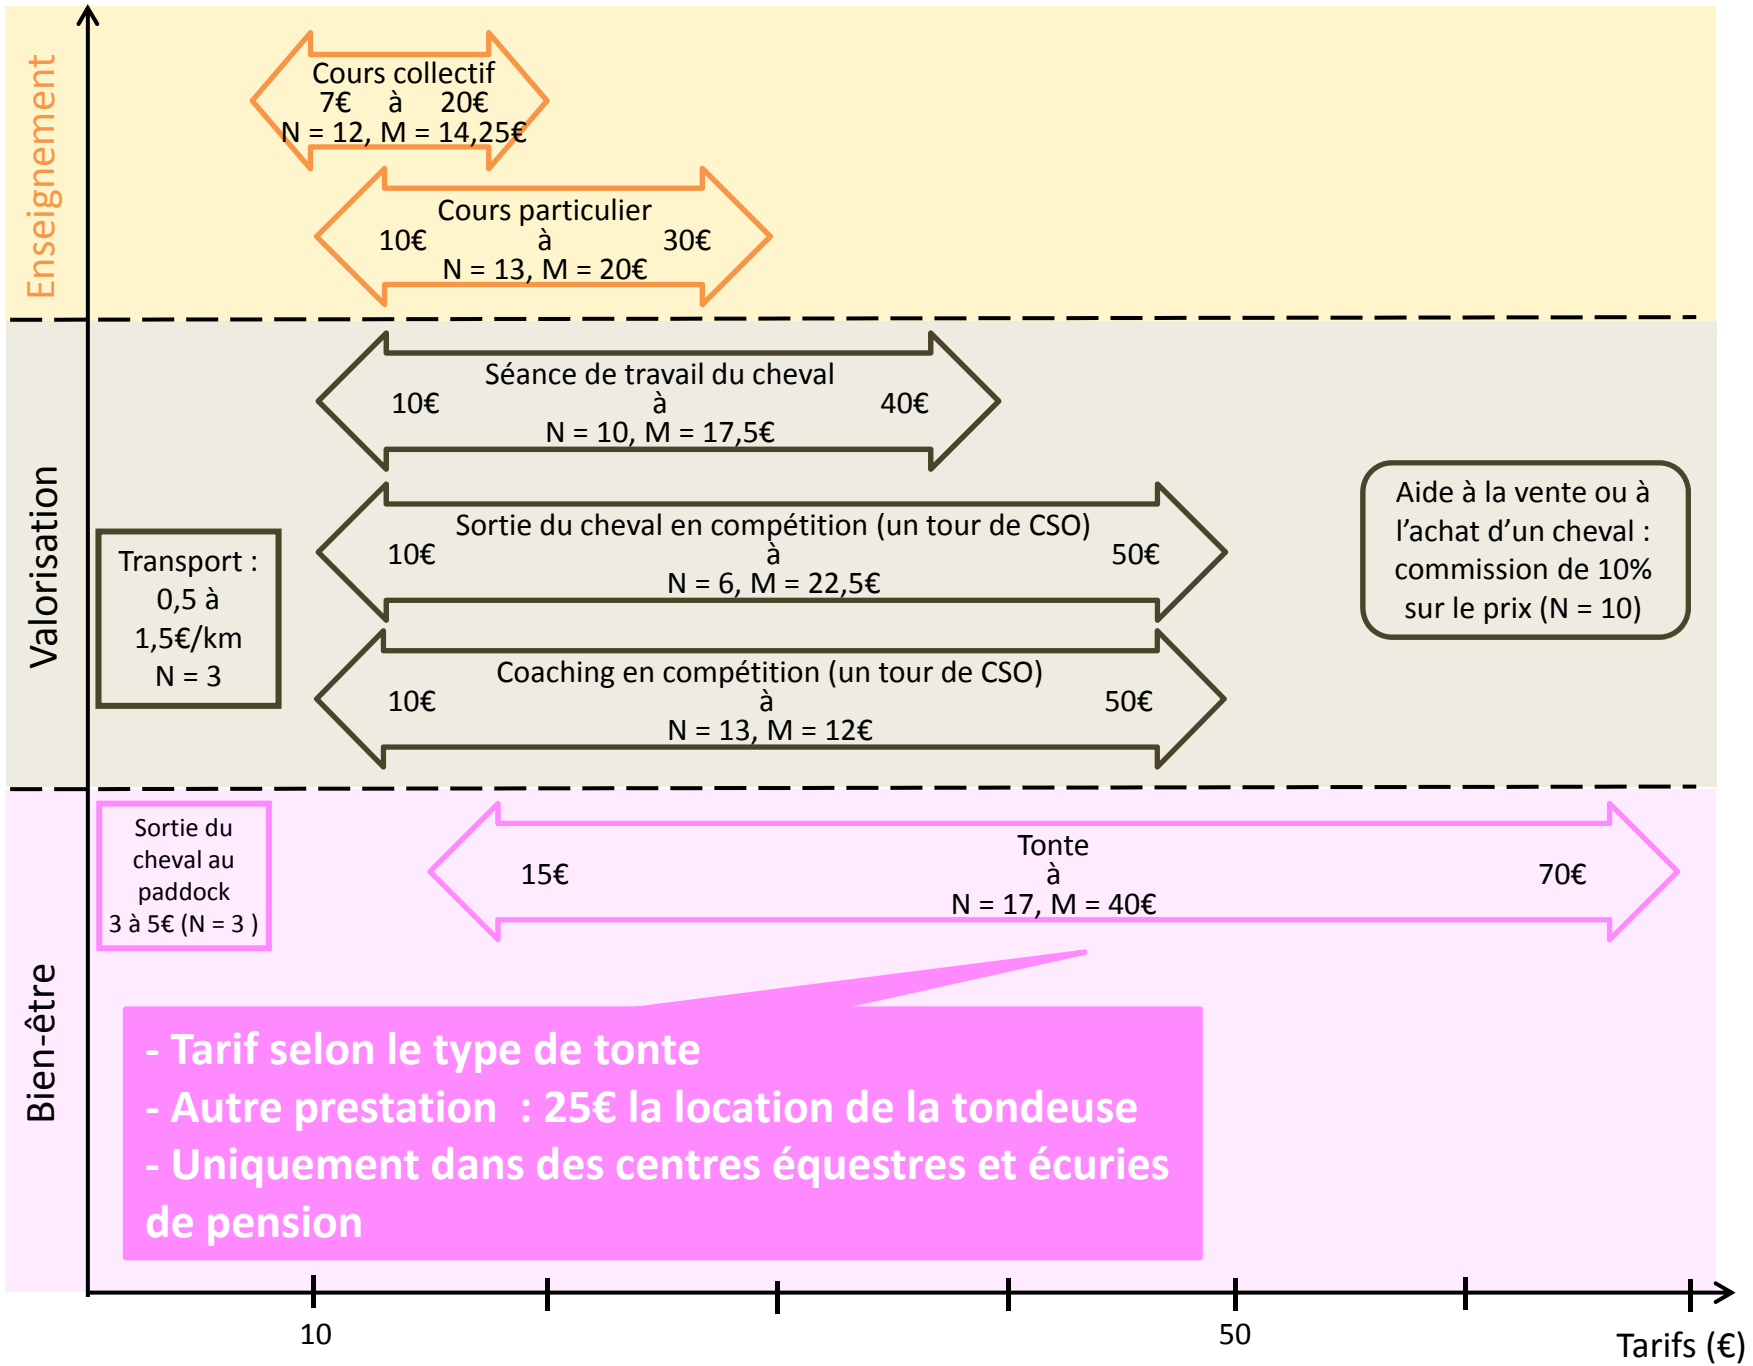 Enseignement
Cours collectif
7€ à 20€
N = 12, M = 14,25€
Cours particulier
10€ à 30€
N = 13, M = 20€
Valorisation
Séance de travail du cheval
10€ à 40€
N = 10, M = 17,5€
Sortie du cheval en compétition (un tour de CSO)
10€ à 50€
N = 6, M = 22,5€
Coaching en compétition (un tour de CSO)
10€ à 50€
N = 13, M = 12€
Transport :
0,5 à
1,5€/km
N = 3
Aide à la vente ou à
l’achat d’un cheval :
commission de 10%
sur le prix (N = 10)
Bien-être
Sortie du
cheval au
paddock
3 à 5€ (N = 3 )
Tonte
15€ à 70€
N = 17, M = 40€
- Tarif selon le type de tonte
- Autre prestation : 25€ la location de la tondeuse
- Uniquement dans des centres équestres et écuries
de pension
10 50
Tarifs (€)